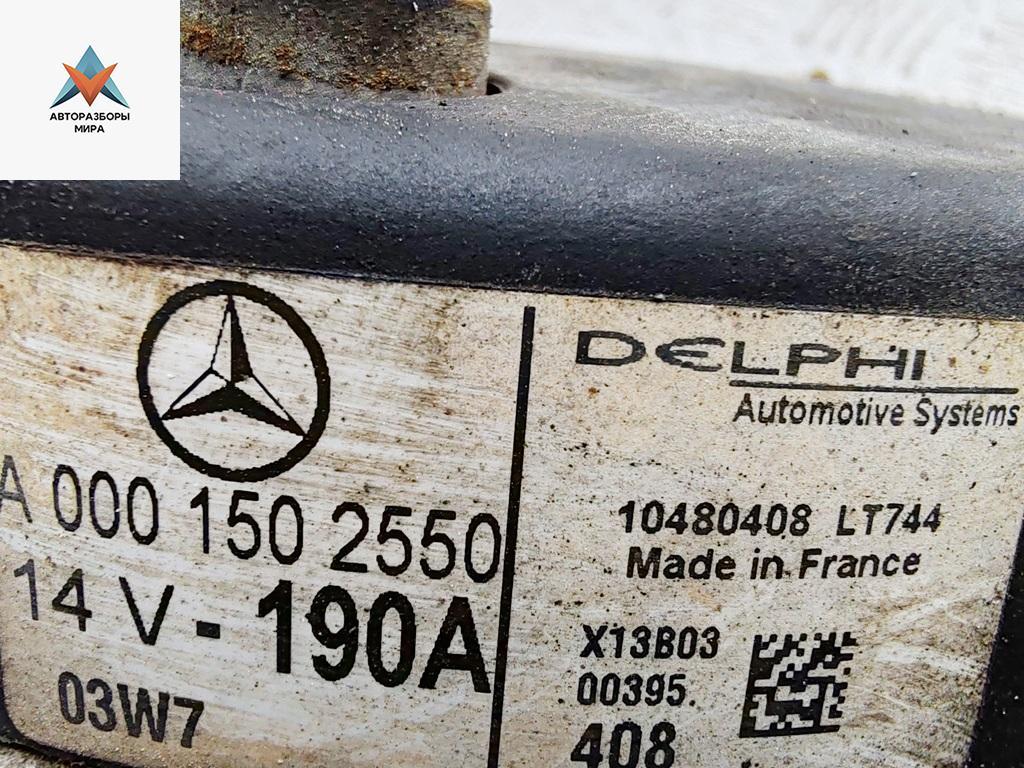 АВТОРАЗБОРЫ
МИРА
A 000 150 2550
14 V - 190A
03W7
DELPHI
Automotive Systems
10480408 LT744
Made in France
X13B03
00395.
408